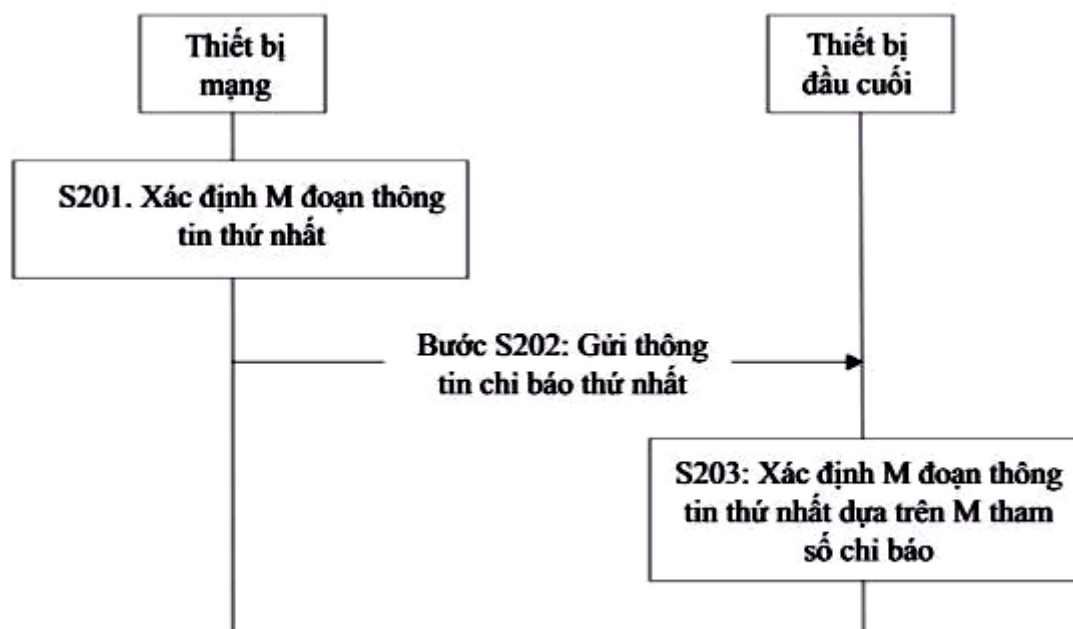 Thiết bị
mạng
Thiết bị
đầu cuối
S201. Xác định M đoạn thông
tin thứ nhất
Bước S202: Gửi thông
tin chi báo thứ nhất
S203: Xác định M đoạn thông
tin thứ nhất dựa trên M tham
số chi báo